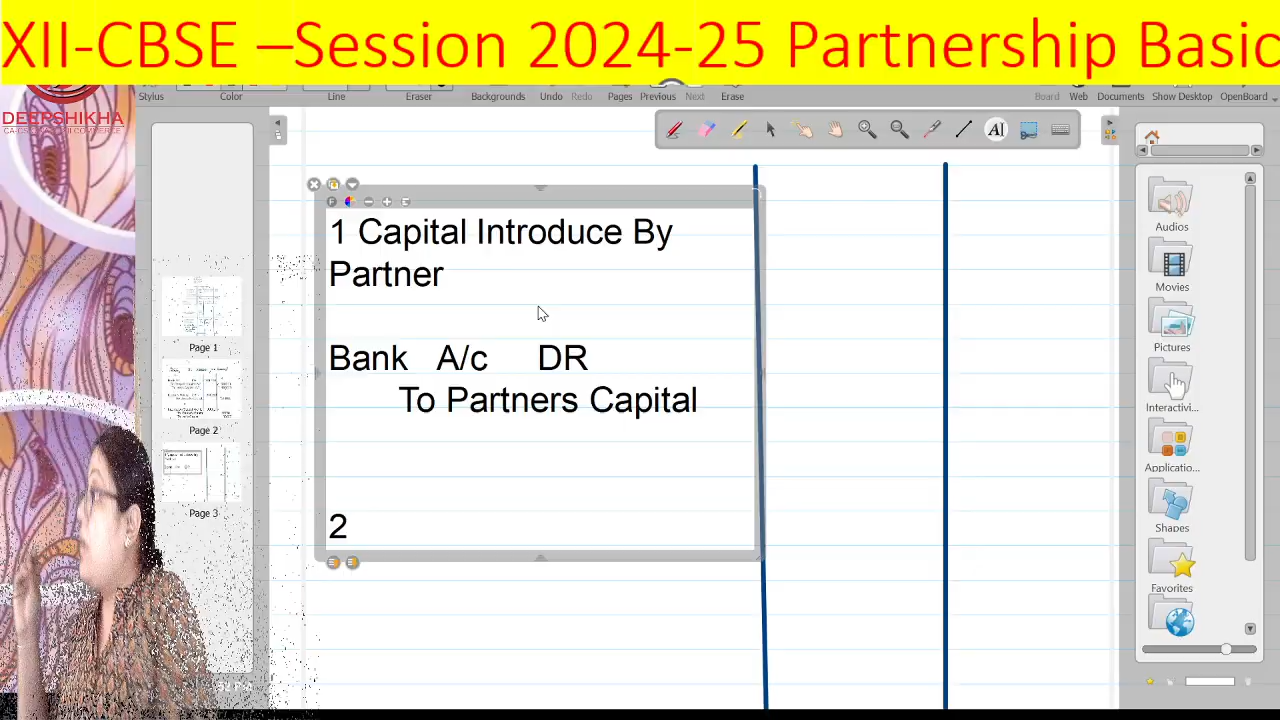 XII-CBSE –Session 2024-25 Partnership Basic
DEEPSHIKHA
Stylus Color Line Eraser Backgrounds Undo Redo Pages Previous Next Erase Board Web Documents Show Desktop OpenBoard
1 Capital Introduce By
Partner
Bank A/c DR
To Partners Capital
2
Page 1
Page 2
Page 3
Audios
Movies
Pictures
Interactivi...
Applicatio...
Shapes
Favorites